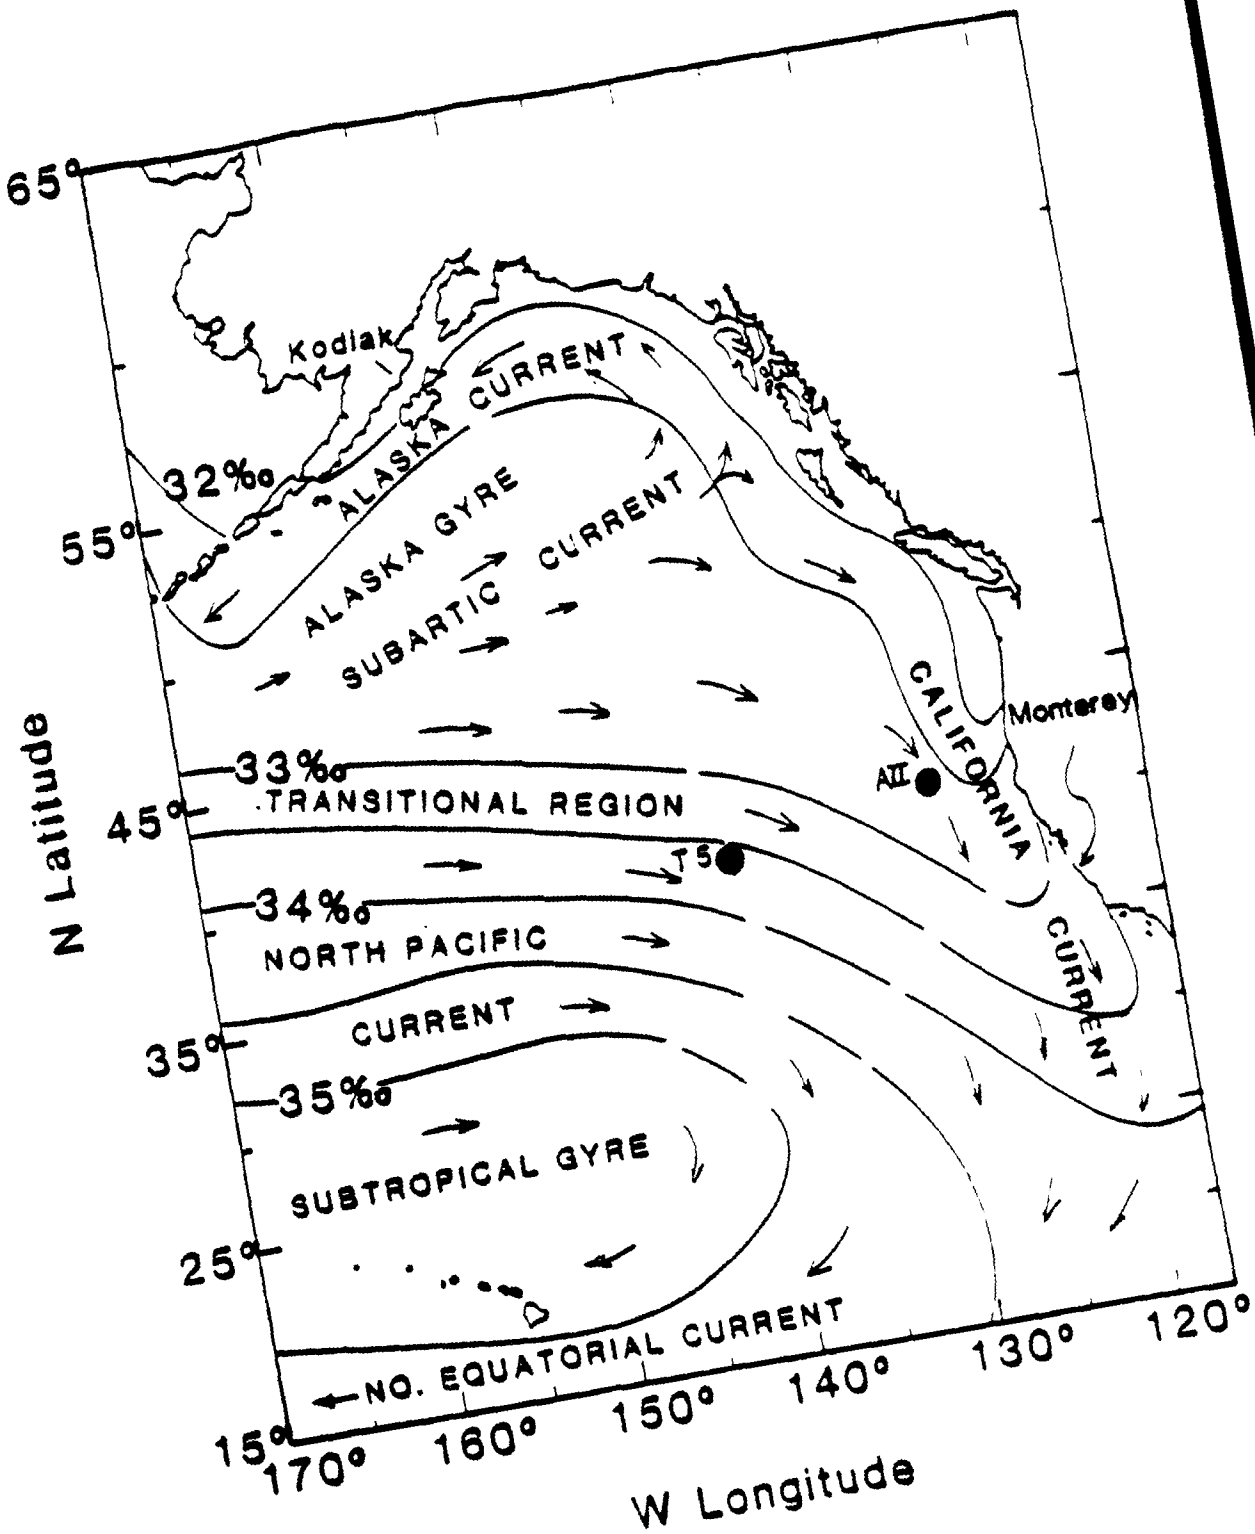 65°
Kodiak
ALASKA CURRENT
32‰
55°
ALASKA GYRE
SUBARTIC CURRENT
CALIFORNIA CURRENT
Monterey
33‰
AII
TRANSITIONAL REGION
45°
T5
34‰
NORTH PACIFIC
CURRENT
35°
35‰
SUBTROPICAL GYRE
25°
NO. EQUATORIAL CURRENT
15°
170° 160° 150° 140° 130° 120°
N Latitude
W Longitude